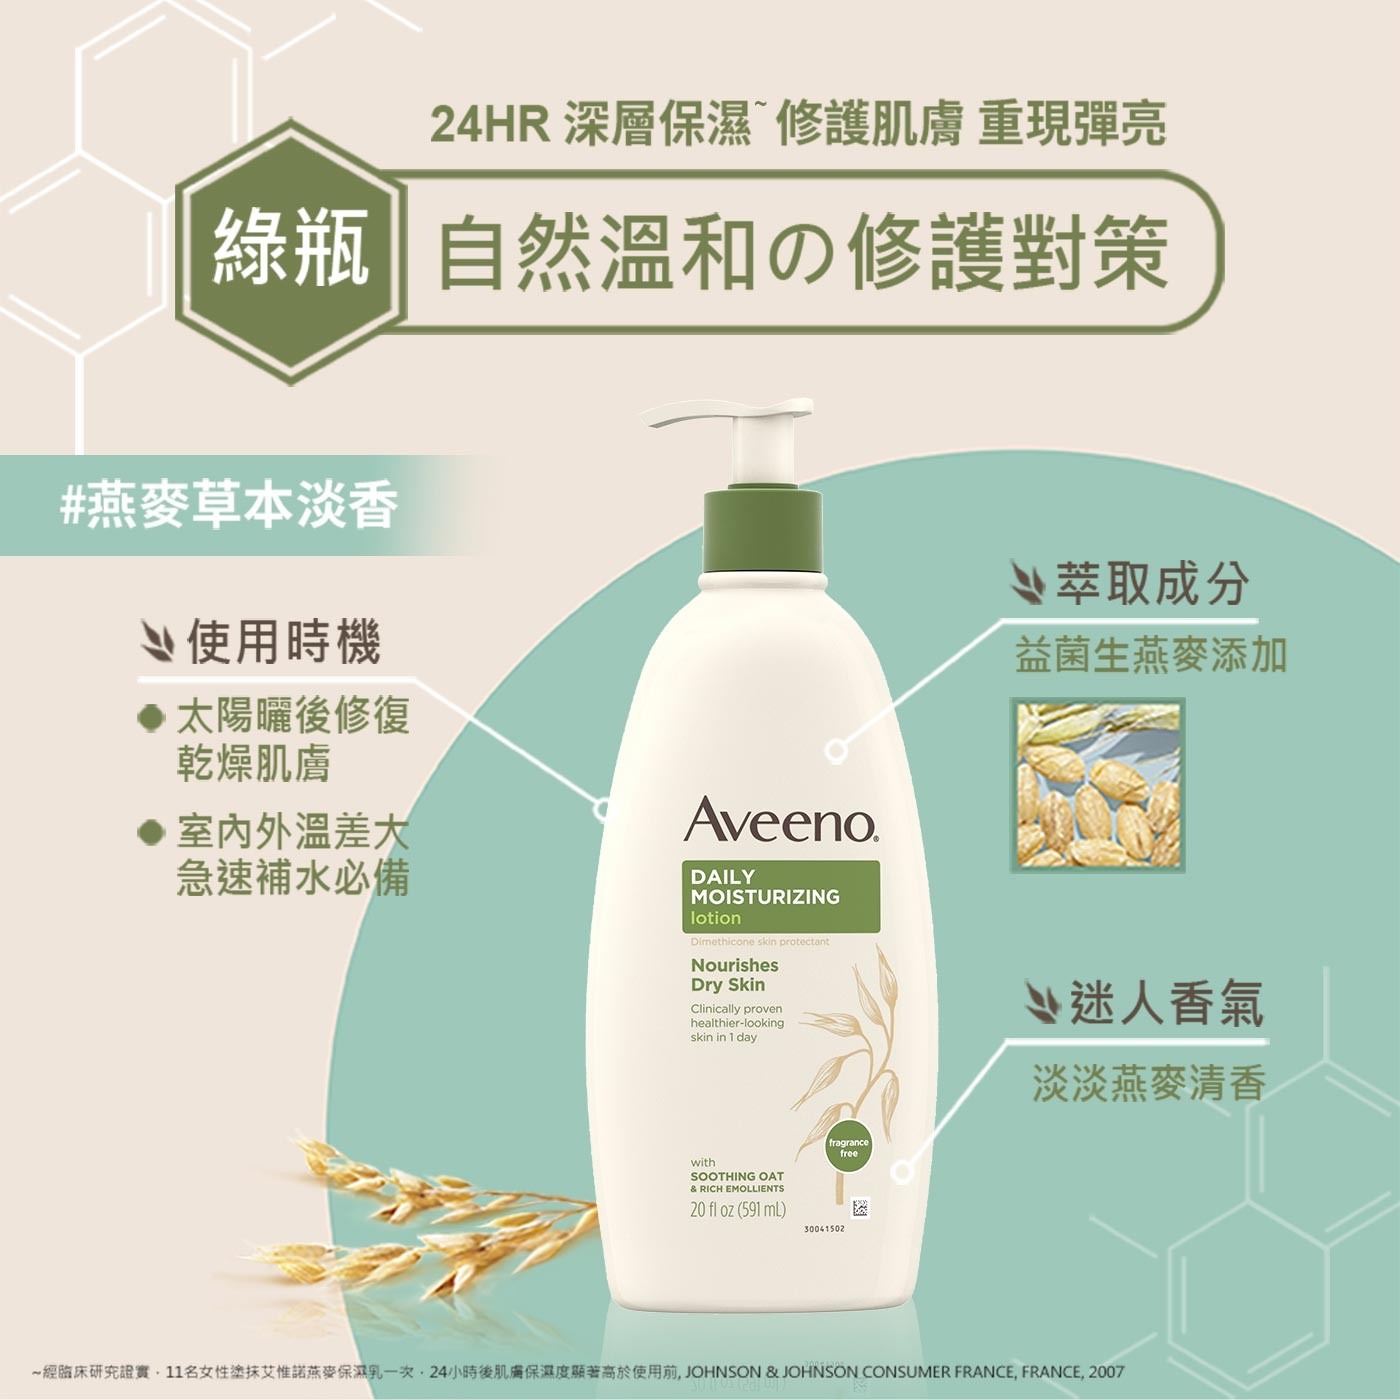 24HR 深層保濕~ 修護肌膚 重現彈亮
綠瓶
自然溫和の修護對策
#燕麥草本淡香
使用時機
太陽曬後修復
乾燥肌膚
室內外溫差大
急速補水必備
萃取成分
益菌生燕麥添加
迷人香氣
淡淡燕麥清香
Aveeno®
DAILY
MOISTURIZING
lotion
Dimethicone skin protectant
Nourishes
Dry Skin
Clinically proven
healthier-looking
skin in 1 day
fragrance
free
with
SOOTHING OAT
& RICH EMOLLIENTS
20 fl oz (591 mL)
30041502
~經臨床研究證實，11名女性塗抹艾惟諾燕麥保濕乳一次，24小時後肌膚保濕度顯著高於使用前, JOHNSON & JOHNSON CONSUMER FRANCE, FRANCE, 2007